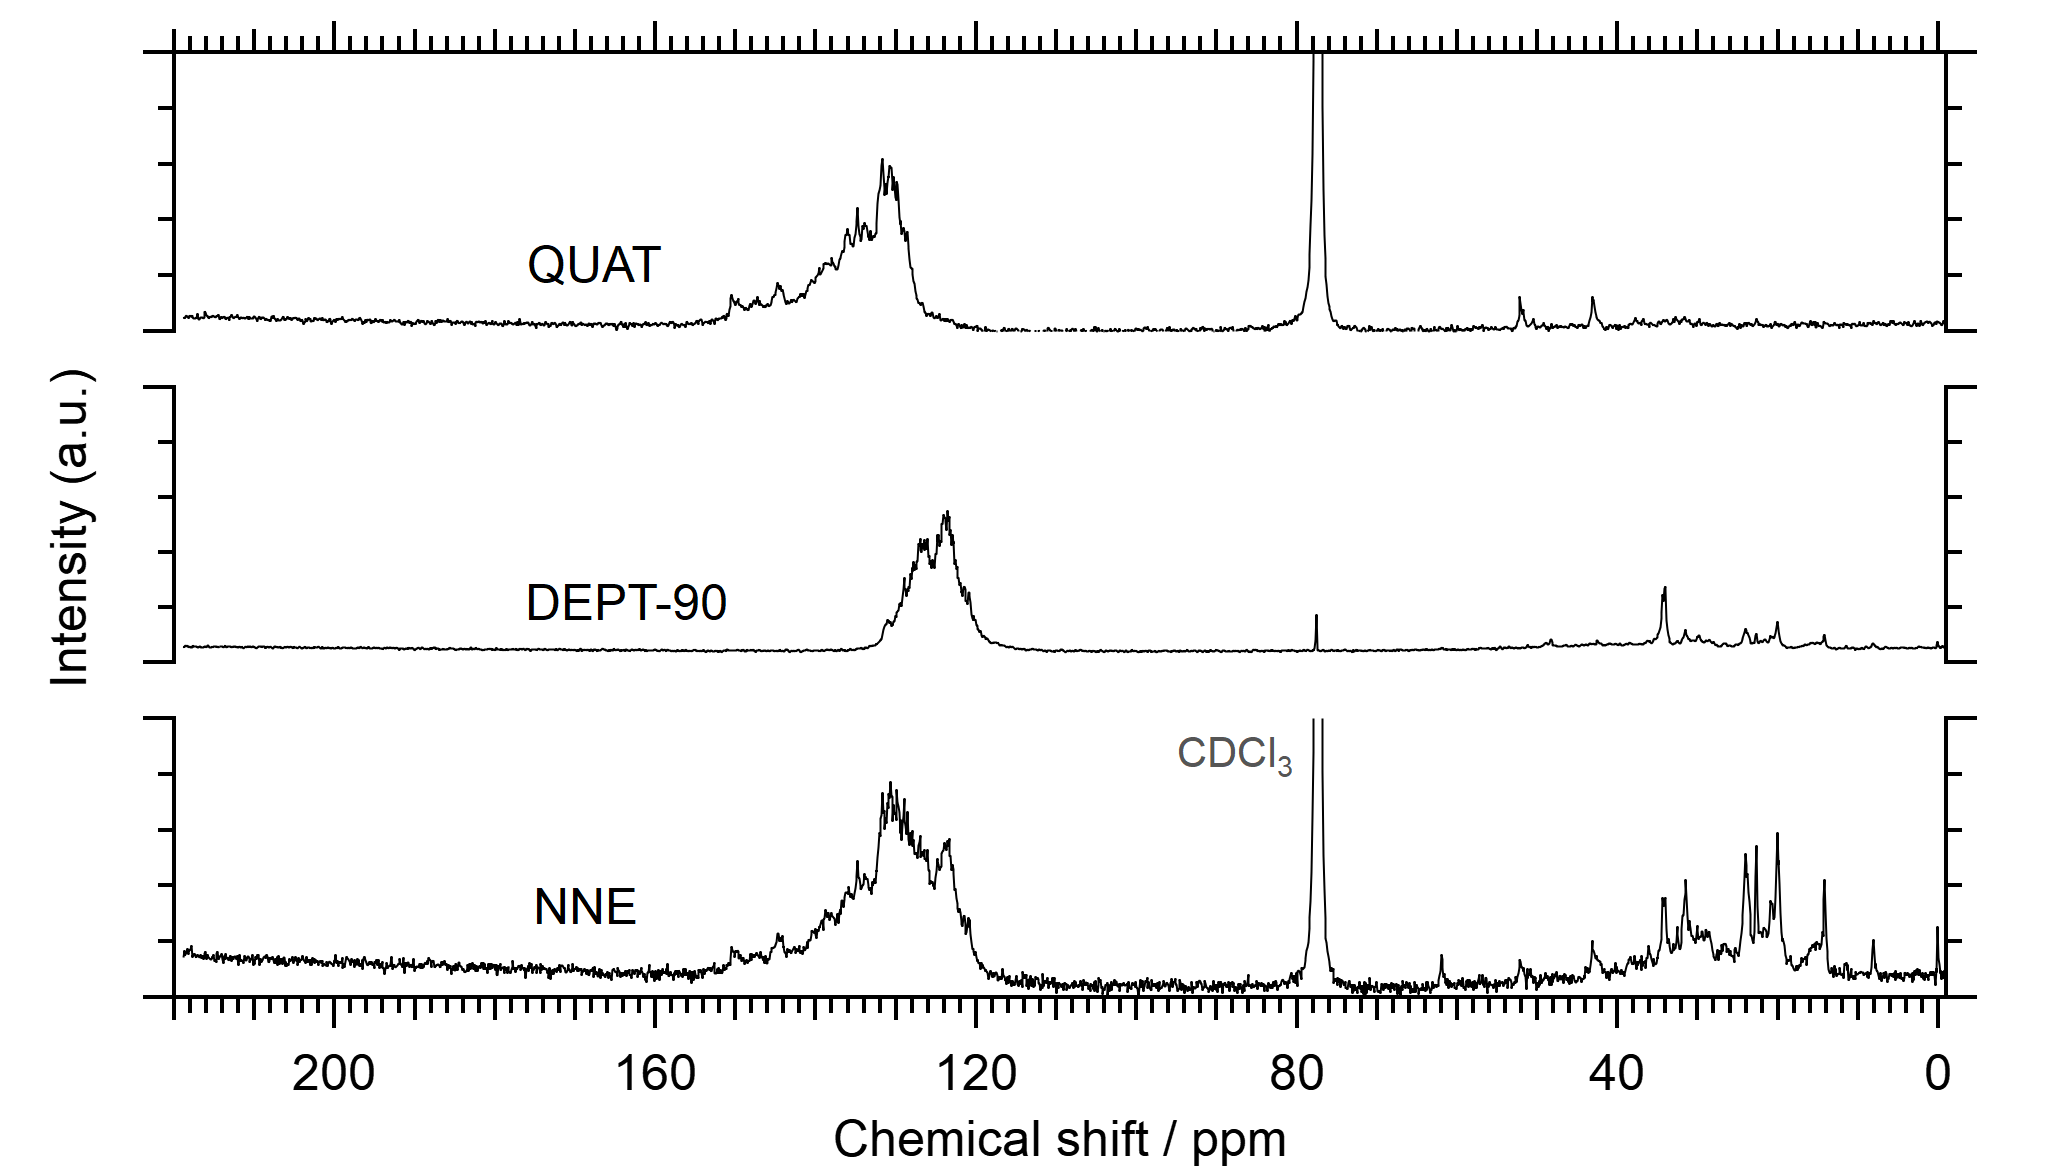 QUAT
Intensity (a.u.)
DEPT-90
CDCl₃
NNE
200 160 120 80 40 0
Chemical shift / ppm